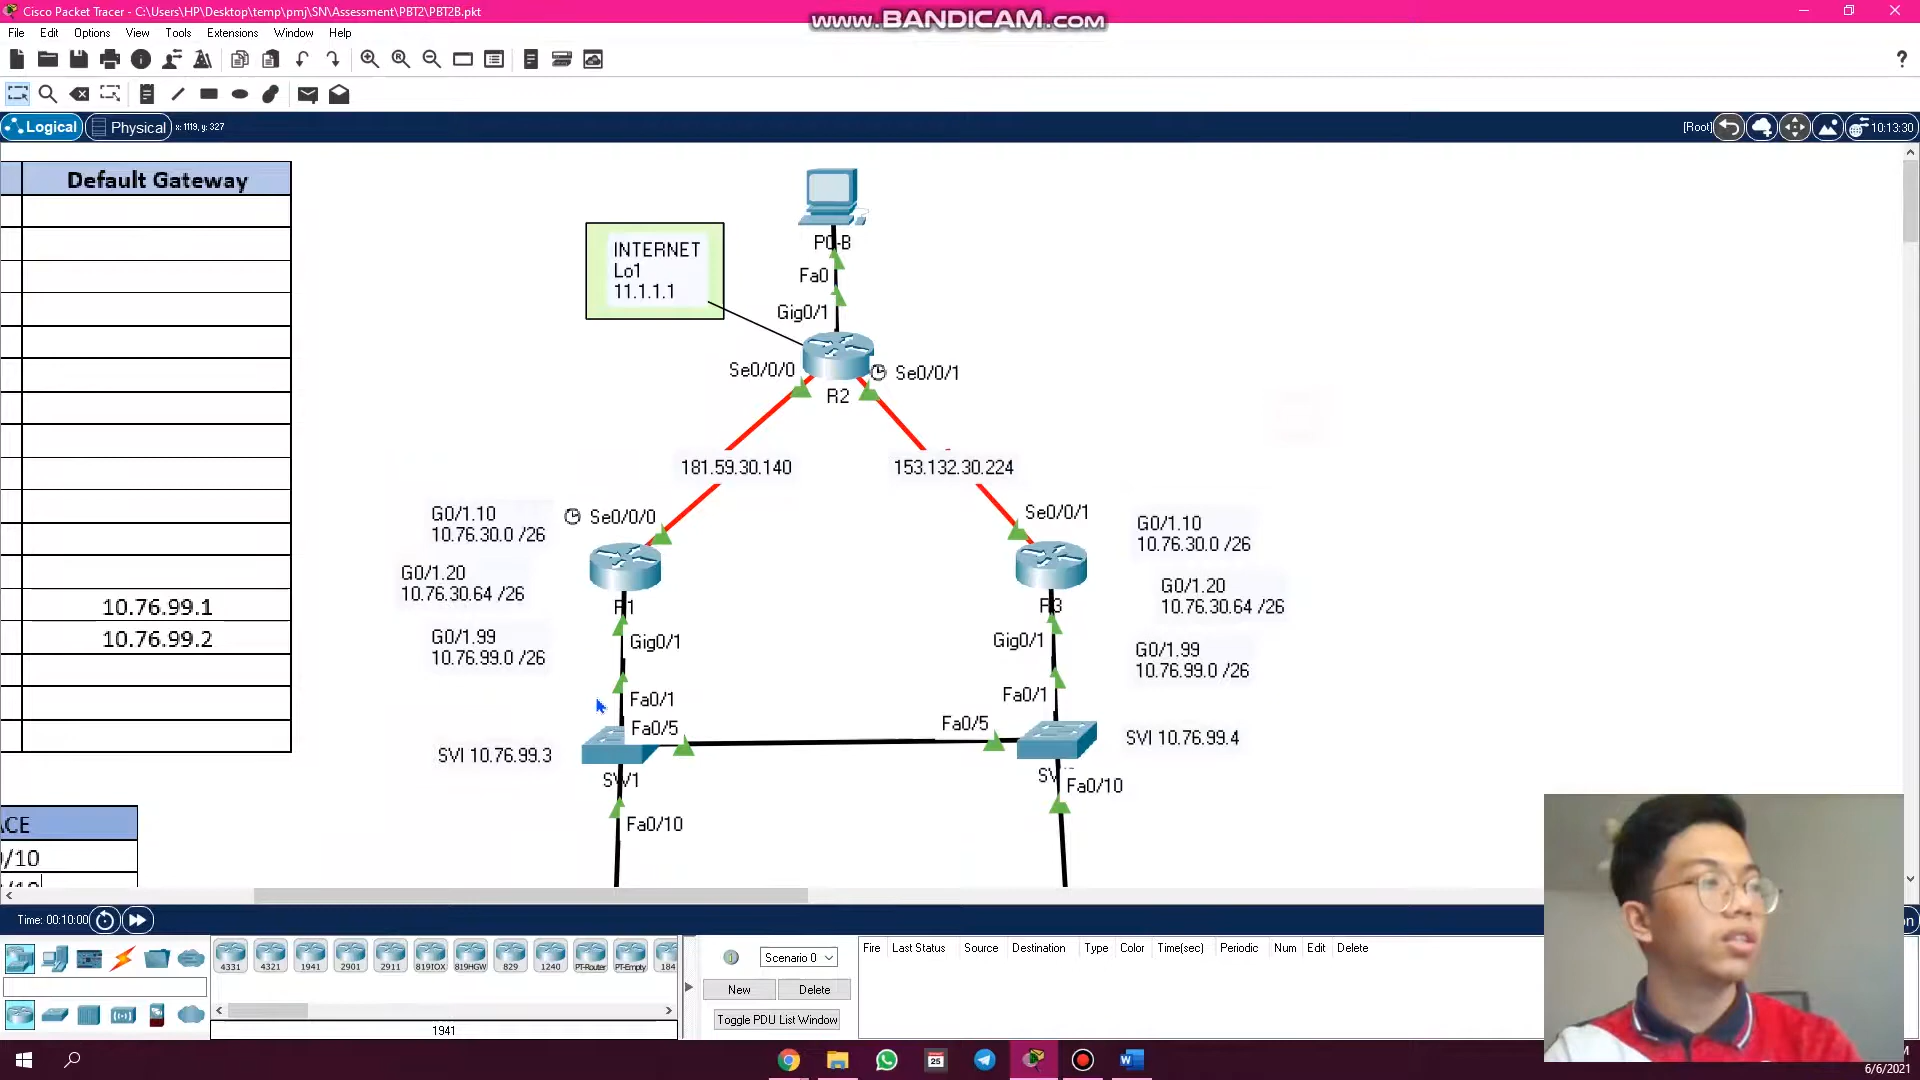 Cisco Packet Tracer - C:\Users\HP\Desktop\temp\pmj\SN\Assessment\PBT2\PBT2B.pkt
www.BANDICAM.com
File Edit Options View Tools Extensions Window Help
?
Logical
Physical
x: 1119, y: 327
[Root]
10:13:30
Default Gateway
10.76.99.1
10.76.99.2
INTERNET
Lo1
11.1.1.1
Fa0
Gig0/1
Se0/0/0
Se0/0/1
R2
181.59.30.140
153.132.30.224
G0/1.10
10.76.30.0 /26
Se0/0/0
Se0/0/1
G0/1.10
10.76.30.0 /26
G0/1.20
10.76.30.64 /26
G0/1.20
10.76.30.64 /26
G0/1.99
10.76.99.0 /26
Gig0/1
Gig0/1
G0/1.99
10.76.99.0 /26
Fa0/1
Fa0/1
Fa0/5
Fa0/5
SVI 10.76.99.3
SVI 10.76.99.4
SW1
Fa0/10
Fa0/10
Time: 00:10:00
4331 4321 1941 2901 2911 819IOX 819HGW 829 1240 PT-Router PT-Empty 184
1941
Scenario 0
New
Delete
Toggle PDU List Window
Fire Last Status Source Destination Type Color Time(sec) Periodic Num Edit Delete
25
6/6/2021